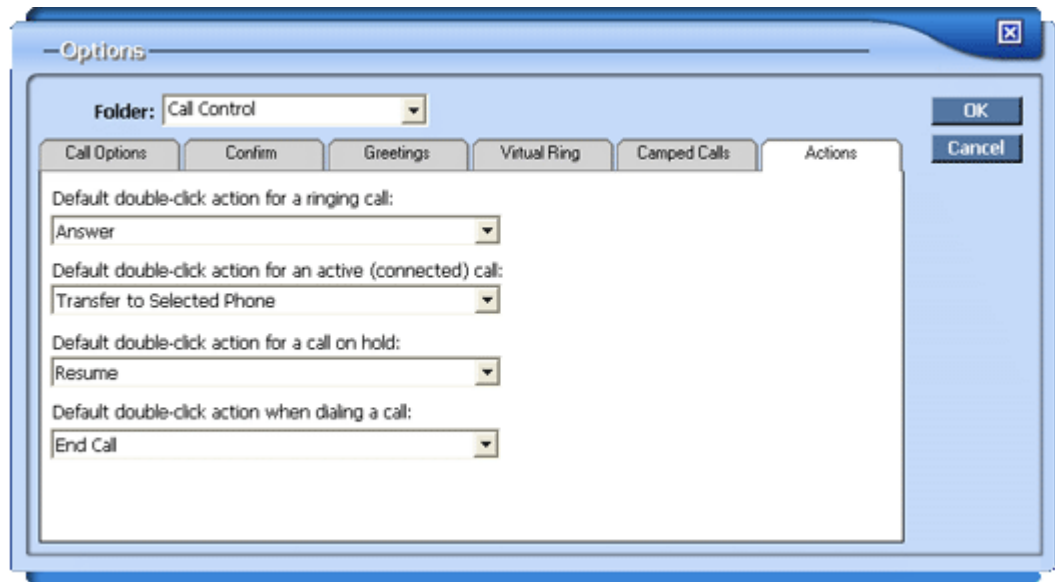 Options
Folder: Call Control
OK
Call Options Confirm Greetings Virtual Ring Camped Calls Actions
Cancel
Default double-click action for a ringing call:
Answer
Default double-click action for an active (connected) call:
Transfer to Selected Phone
Default double-click action for a call on hold:
Resume
Default double-click action when dialing a call:
End Call